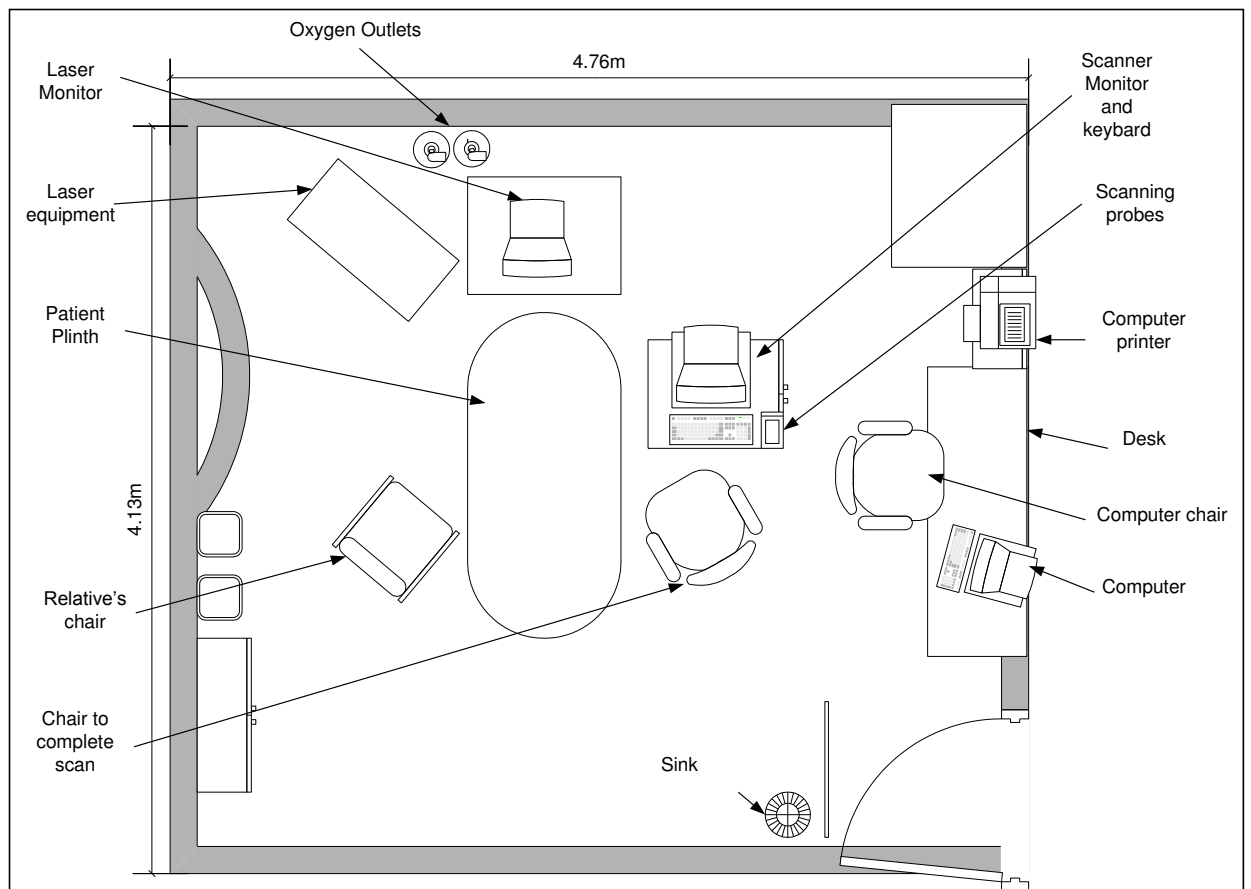 Oxygen Outlets
4.76m
Laser
Monitor
Scanner
Monitor
and
keybard
Laser
equipment
Scanning
probes
Patient
Plinth
Computer
printer
Desk
4.13m
Computer chair
Computer
Relative’s
chair
Chair to
complete
scan
Sink